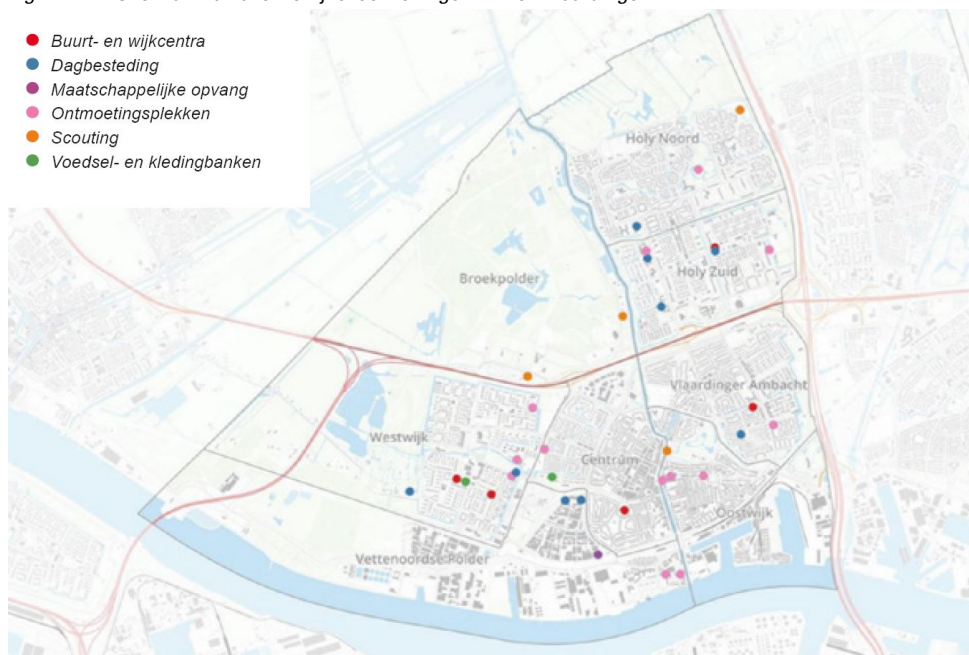 Buurt- en wijkcentra
Dagbesteding
Maatschappelijke opvang
Ontmoetingsplekken
Scouting
Voedsel- en kledingbanken
Holy Noord
Broekpolder
Holy Zuid
Vlaardinger Ambacht
Westwijk
Centrum
Oostwijk
Vettenoordse Polder